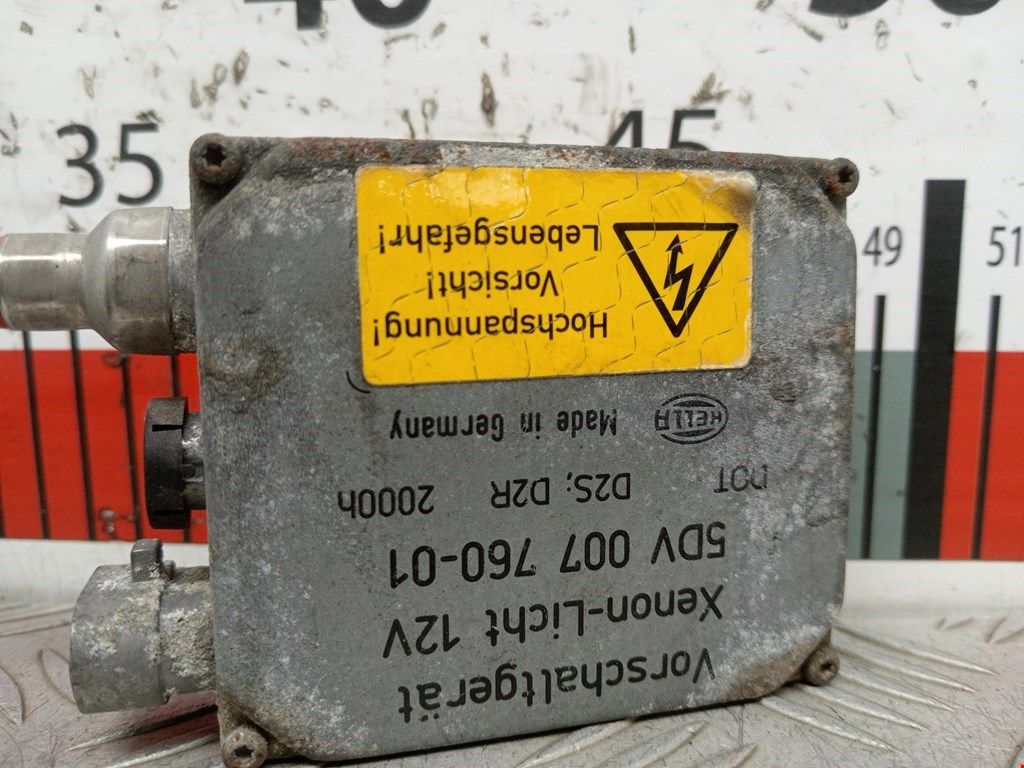 Vorschaltgerät
Xenon-Licht 12V
5DV 007 760-01
DOT D2S; D2R 2000h
HELLA Made in Germany
Hochspannung!
Vorsicht!
Lebensgefahr!
35
45
49
51